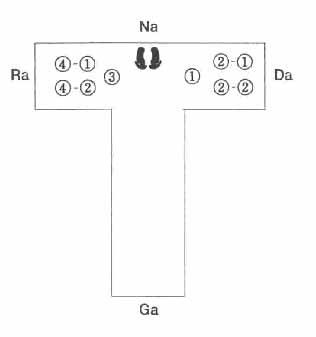 Na
④-① ③ ① ②-①
Ra Da
④-② ②-②
Ga